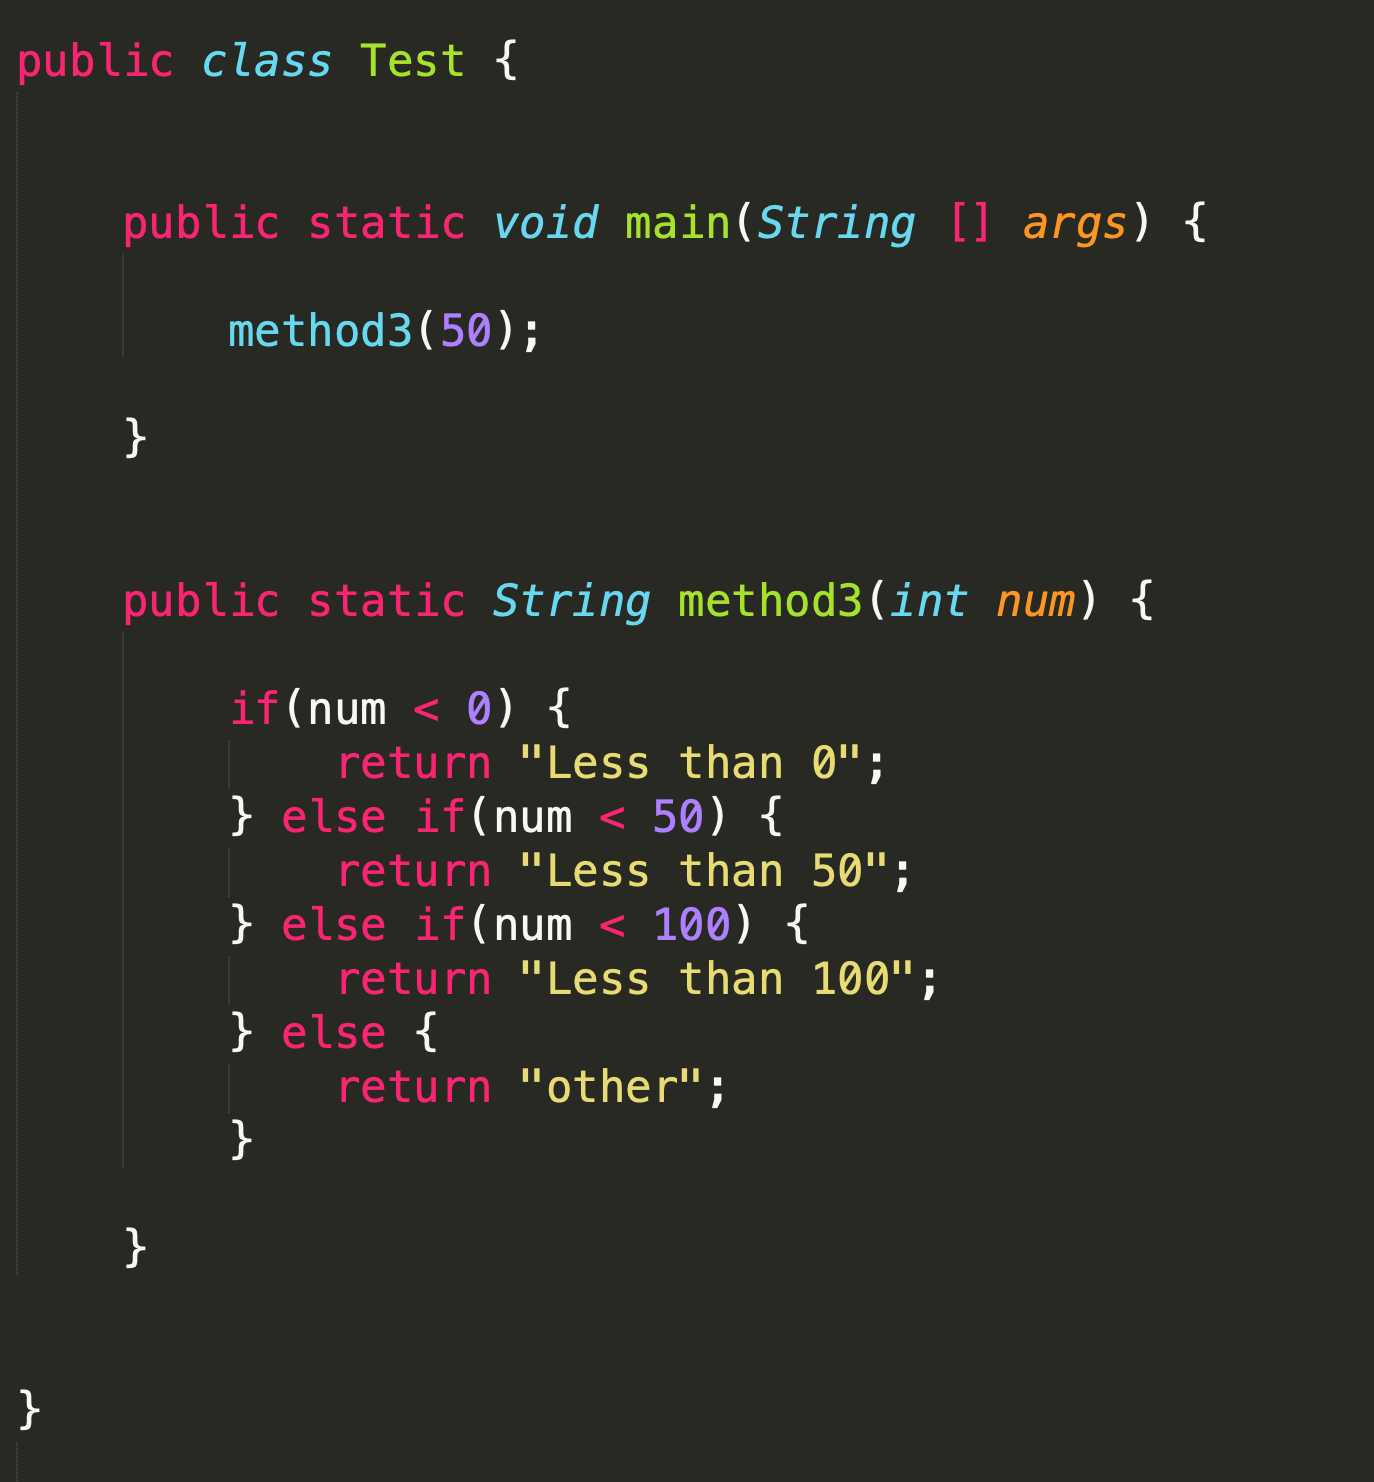 public class Test {
public static void main(String [] args) {
method3(50);
}
public static String method3(int num) {
if(num < 0) {
return "Less than 0";
} else if(num < 50) {
return "Less than 50";
} else if(num < 100) {
return "Less than 100";
} else {
return "other";
}
}
}